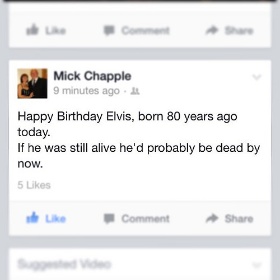 Like Comment Share
Mick Chapple
9 minutes ago
Happy Birthday Elvis, born 80 years ago
today.
If he was still alive he'd probably be dead by
now.
5 Likes
Like Comment Share
Suggested Video